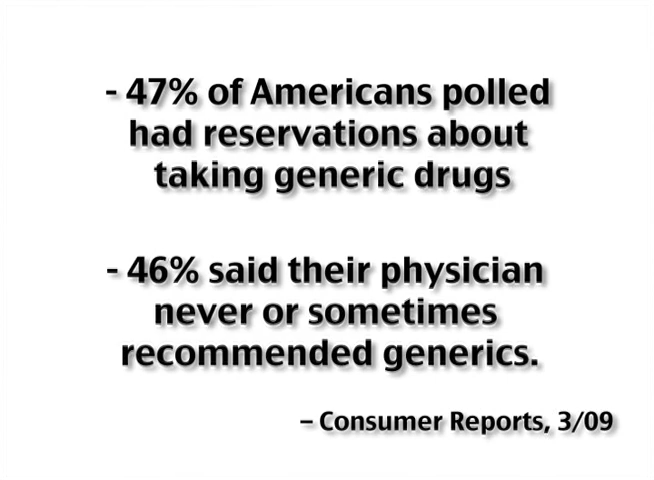 - 47% of Americans polled
had reservations about
taking generic drugs
- 46% said their physician
never or sometimes
recommended generics.
– Consumer Reports, 3/09